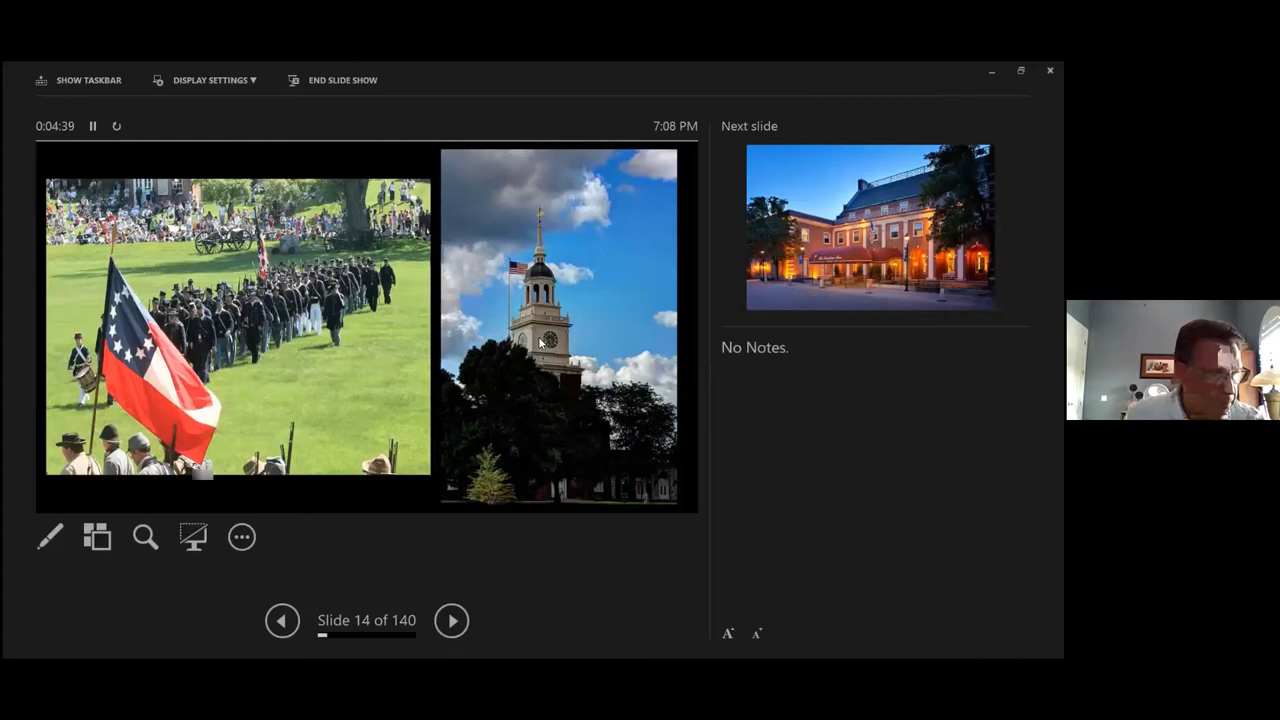 SHOW TASKBAR
DISPLAY SETTINGS ▼
END SLIDE SHOW
0:04:39
7:08 PM
Next slide
No Notes.
Slide 14 of 140
A A